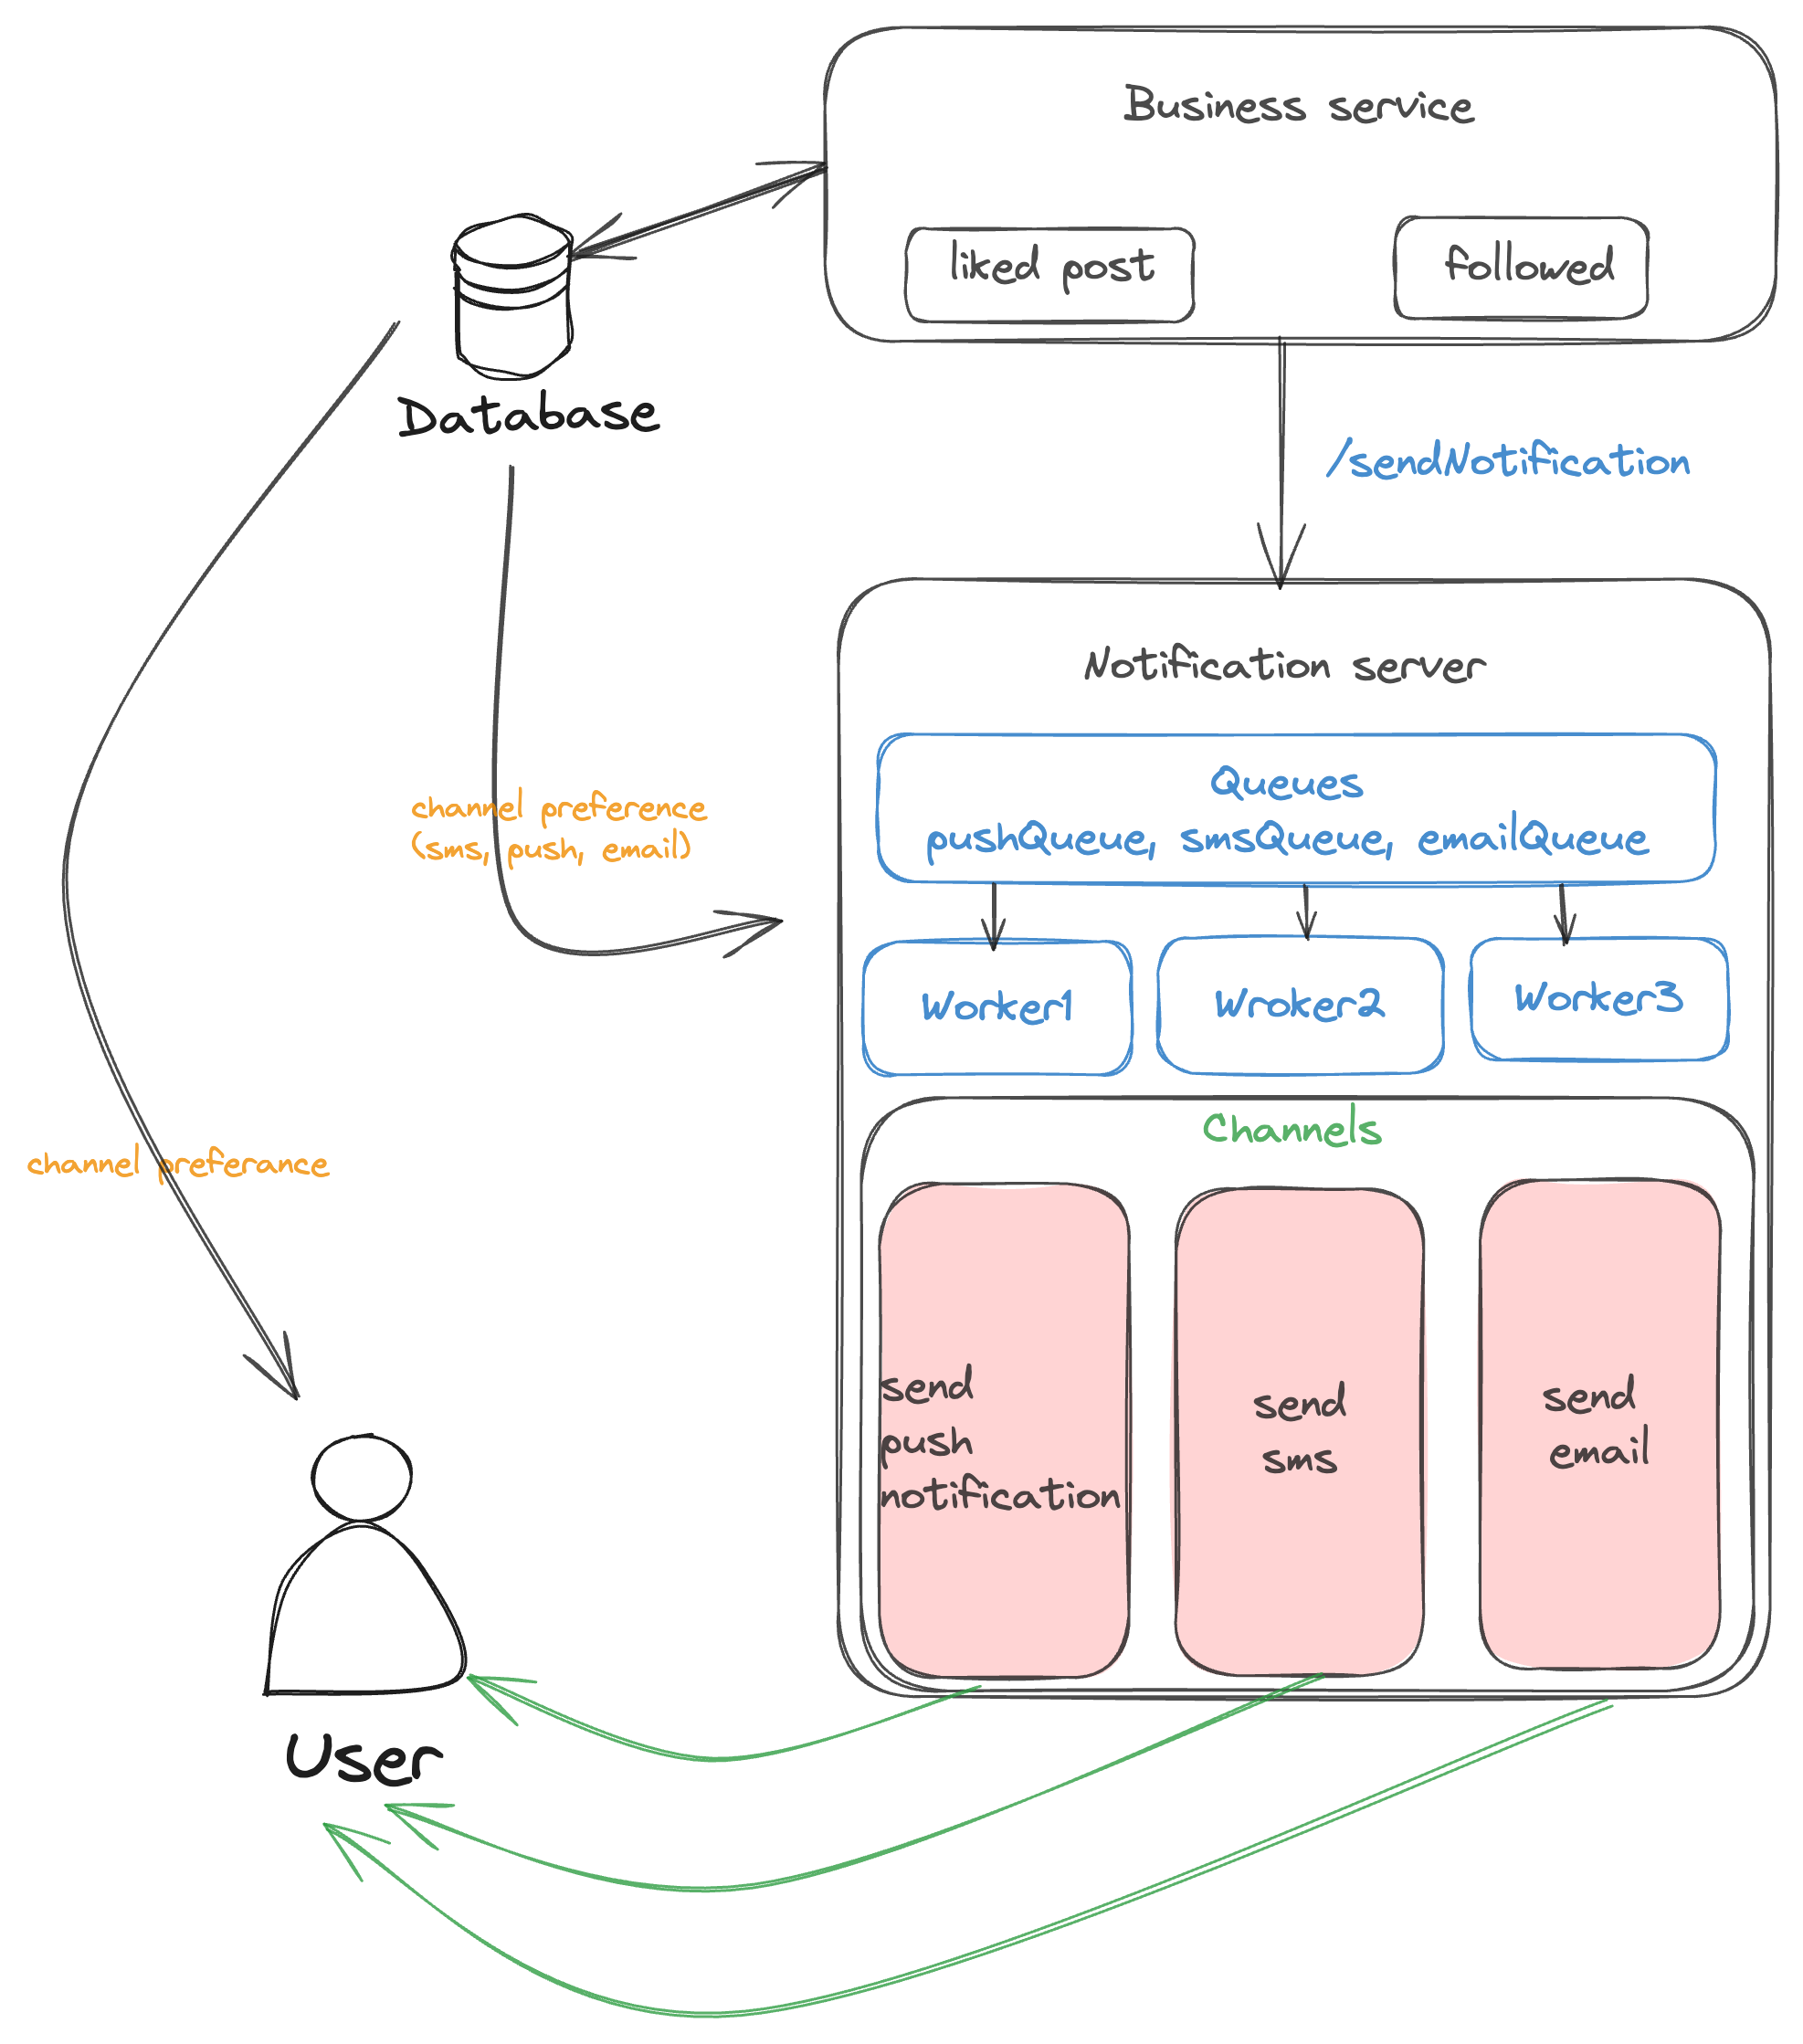 Business service
liked post
followed
Database
/sendNotification
Notification server
Queues
pushQueue, smsQueue, emailQueue
channel preference
(sms, push, email)
Worker1
Wroker2
Worker3
Channels
channel preferance
send
push
notification
send
sms
send
email
User